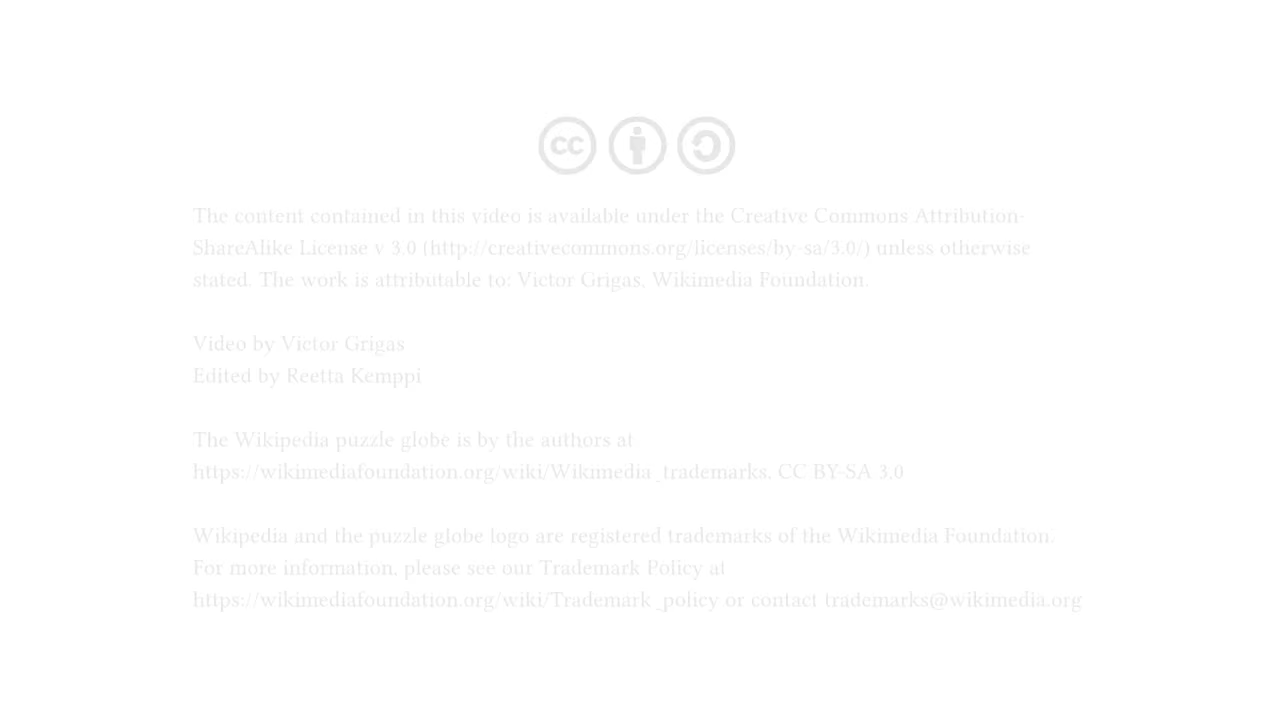 cc
The content contained in this video is available under the Creative Commons Attribution-
ShareAlike License v 3.0 (http://creativecommons.org/licenses/by-sa/3.0/) unless otherwise
stated. The work is attributable to: Victor Grigas, Wikimedia Foundation.
Video by Victor Grigas
Edited by Reetta Kemppi
The Wikipedia puzzle globe is by the authors at
https://wikimediafoundation.org/wiki/Wikimedia_trademarks, CC BY-SA 3.0
Wikipedia and the puzzle globe logo are registered trademarks of the Wikimedia Foundation.
For more information, please see our Trademark Policy at
https://wikimediafoundation.org/wiki/Trademark_policy or contact trademarks@wikimedia.org